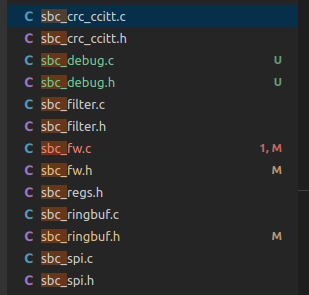 C sbc_crc_ccitt.c
C sbc_crc_ccitt.h
C sbc_debug.c U
C sbc_debug.h U
C sbc_filter.c
C sbc_filter.h
C sbc_fw.c 1, M
C sbc_fw.h M
C sbc_regs.h
C sbc_ringbuf.c
C sbc_ringbuf.h M
C sbc_spi.c
C sbc_spi.h